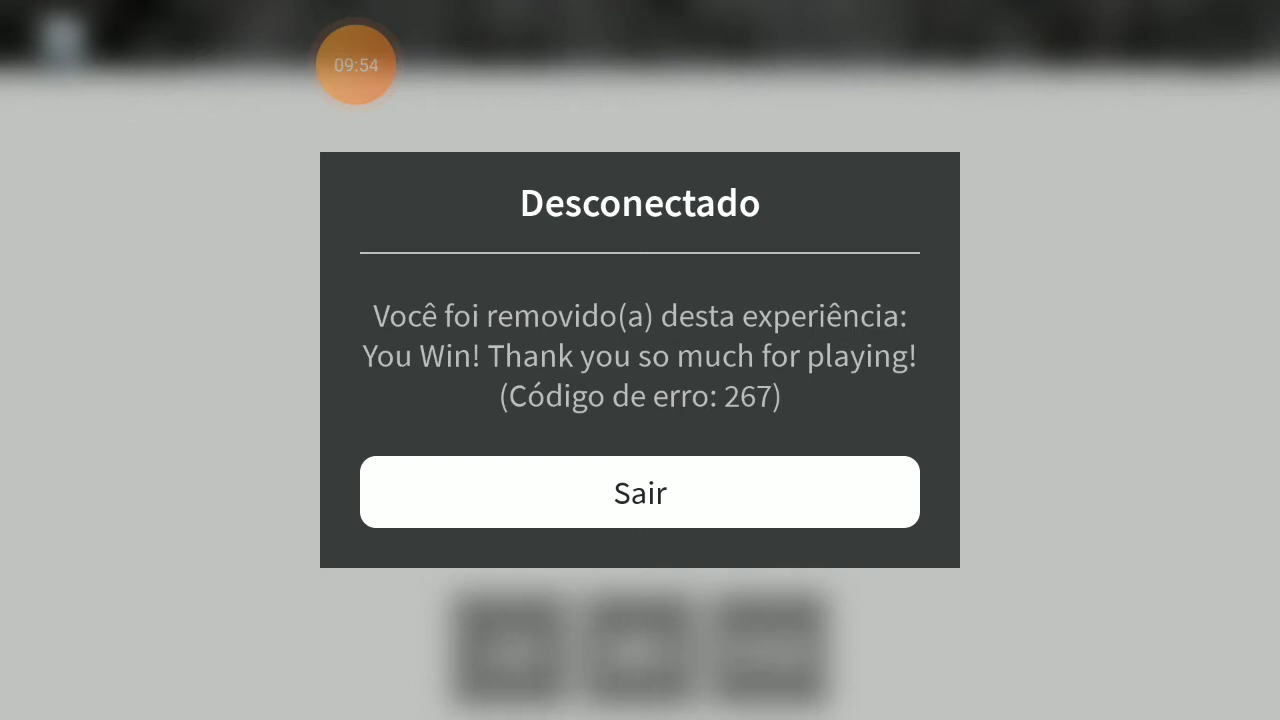 09:54
Desconectado
Você foi removido(a) desta experiência:
You Win! Thank you so much for playing!
(Código de erro: 267)
Sair